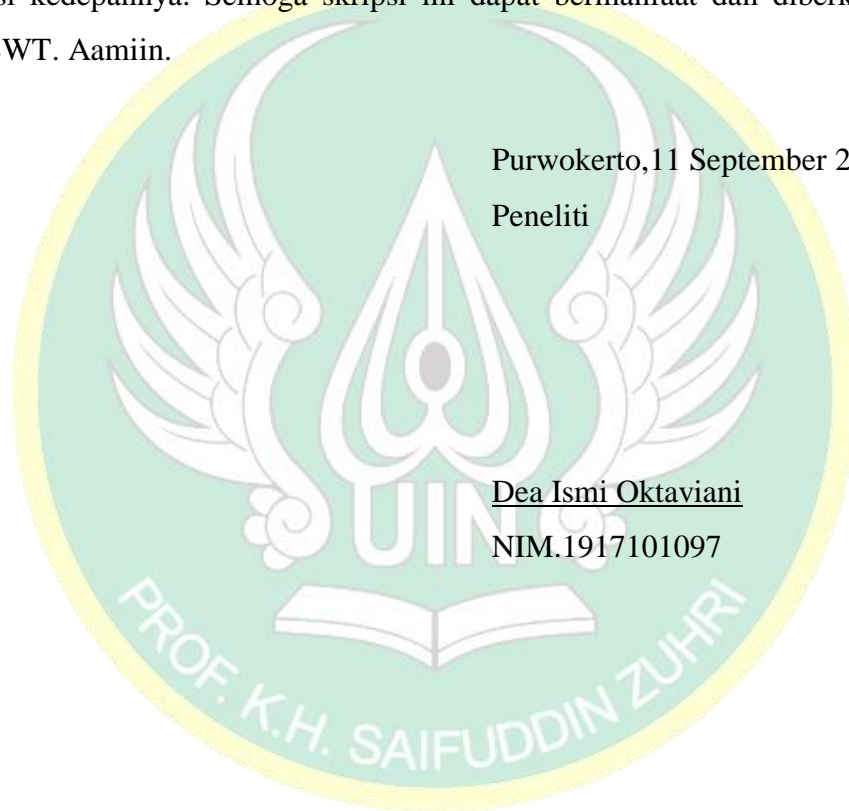 si kedepannya. Semoga skripsi ini dapat bermanfaat dan diberk
WT. Aamiin.
Purwokerto,11 September 2
Peneliti
Dea Ismi Oktaviani
NIM.1917101097
UIN
PROF. K.H. SAIFUDDIN ZUHRI